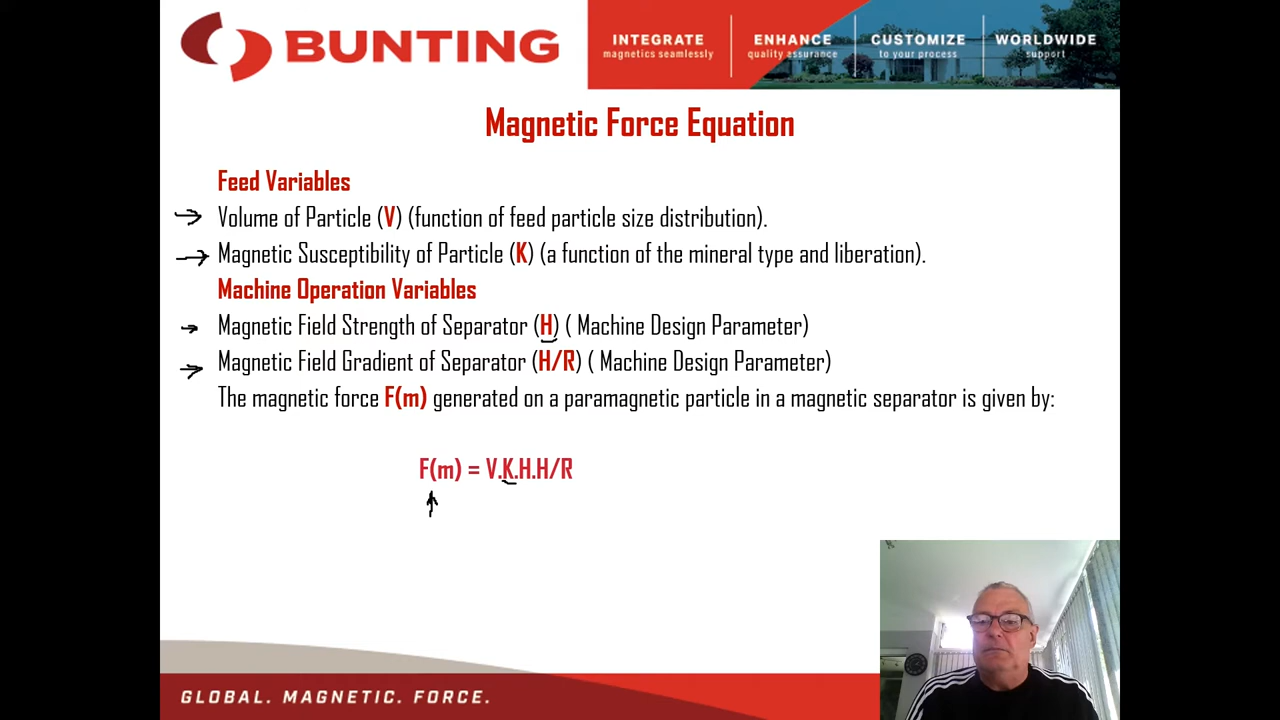 BUNTING
INTEGRATE
magnetics seamlessly
ENHANCE
quality assurance
CUSTOMIZE
to your process
WORLDWIDE
support
Magnetic Force Equation
Feed Variables
Volume of Particle (V) (function of feed particle size distribution).
Magnetic Susceptibility of Particle (K) (a function of the mineral type and liberation).
Machine Operation Variables
Magnetic Field Strength of Separator (H) ( Machine Design Parameter)
Magnetic Field Gradient of Separator (H/R) ( Machine Design Parameter)
The magnetic force F(m) generated on a paramagnetic particle in a magnetic separator is given by:
F(m) = V.K.H.H/R
GLOBAL. MAGNETIC. FORCE.